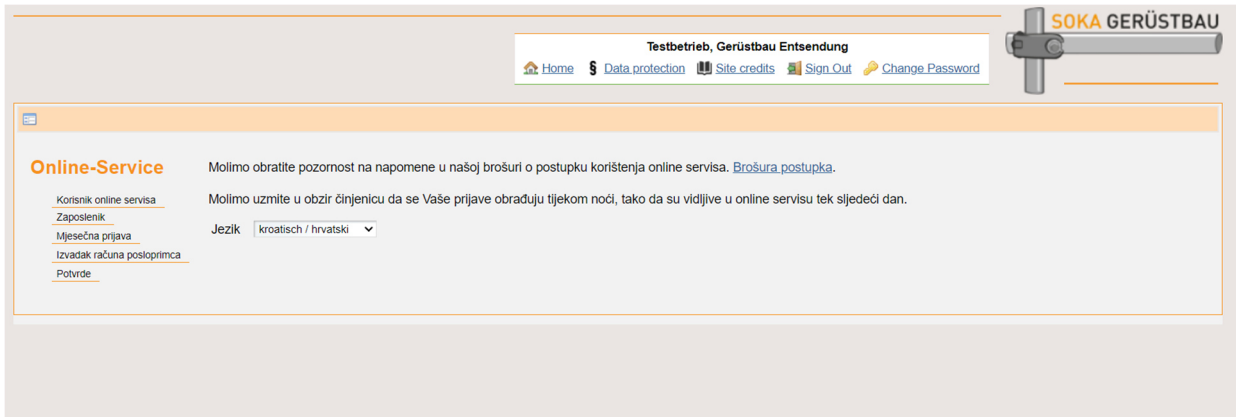 SOKA GERÜSTBAU
Testbetrieb, Gerüstbau Entsendung
Home § Data protection Site credits Sign Out Change Password
Online-Service
Korisnik online servisa
Zaposlenik
Mjesečna prijava
Izvadak računa posloprimca
Potvrde
Molimo obratite pozornost na napomene u našoj brošuri o postupku korištenja online servisa. Brošura postupka.
Molimo uzmite u obzir činjenicu da se Vaše prijave obrađuju tijekom noći, tako da su vidljive u online servisu tek sljedeći dan.
Jezik kroatisch / hrvatski